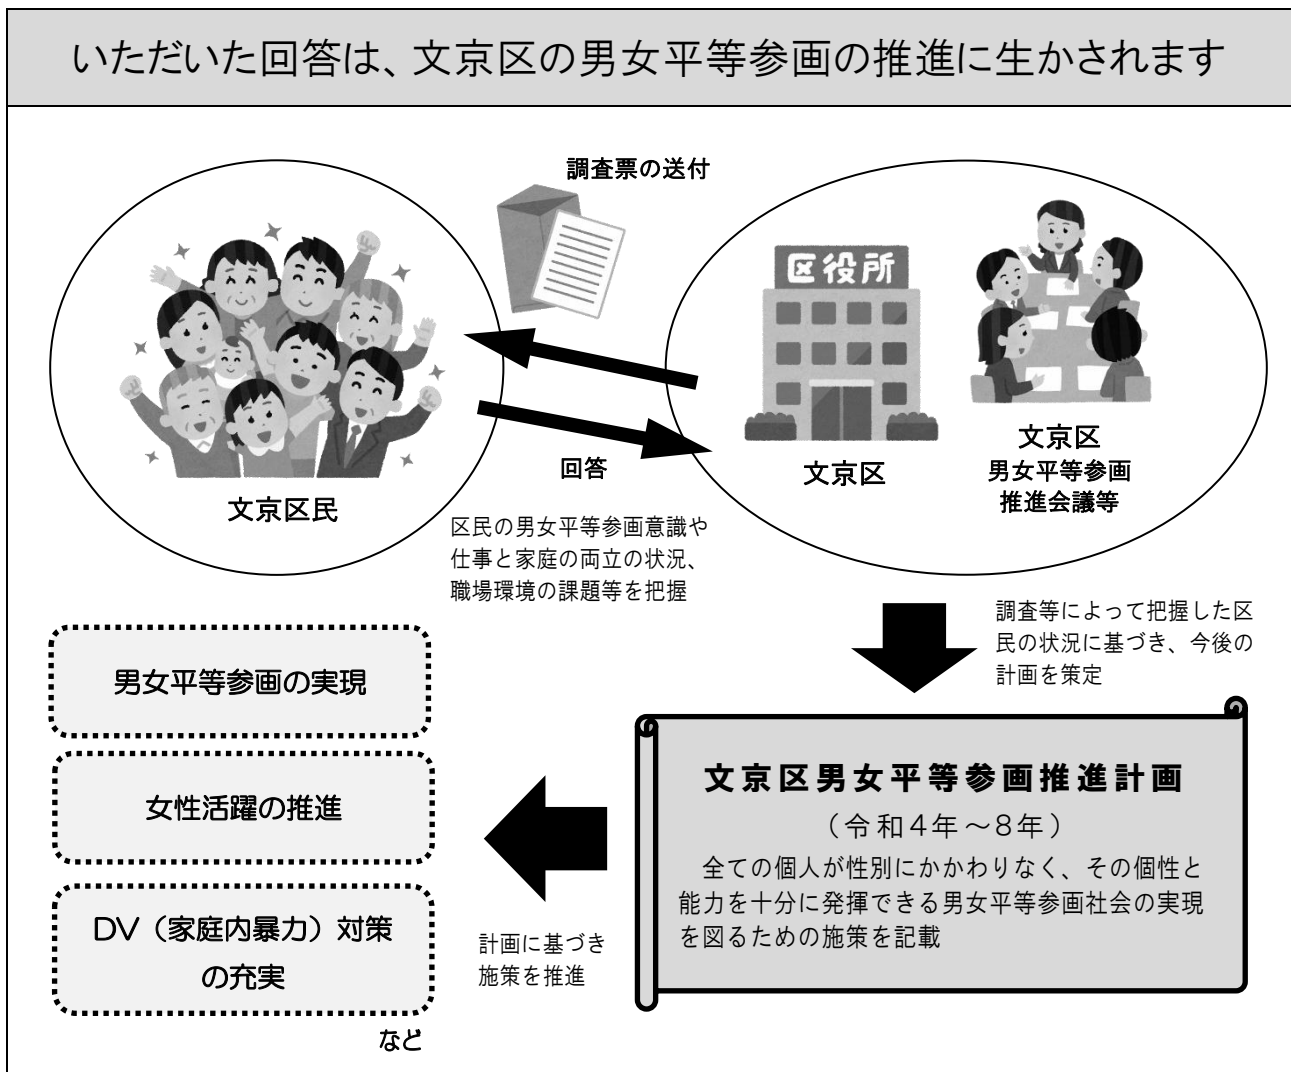 いただいた回答は、文京区の男女平等参画の推進に生かされます
調査票の送付
区役所
文京区民
文京区
文京区
男女平等参画
推進会議等
回答
区民の男女平等参画意識や
仕事と家庭の両立の状況、
職場環境の課題等を把握
調査等によって把握した区
民の状況に基づき、今後の
計画を策定
文京区男女平等参画推進計画
（令和4年～8年）
全ての個人が性別にかかわりなく、その個性と
能力を十分に発揮できる男女平等参画社会の実現
を図るための施策を記載
計画に基づき
施策を推進
男女平等参画の実現
女性活躍の推進
DV（家庭内暴力）対策
の充実
など